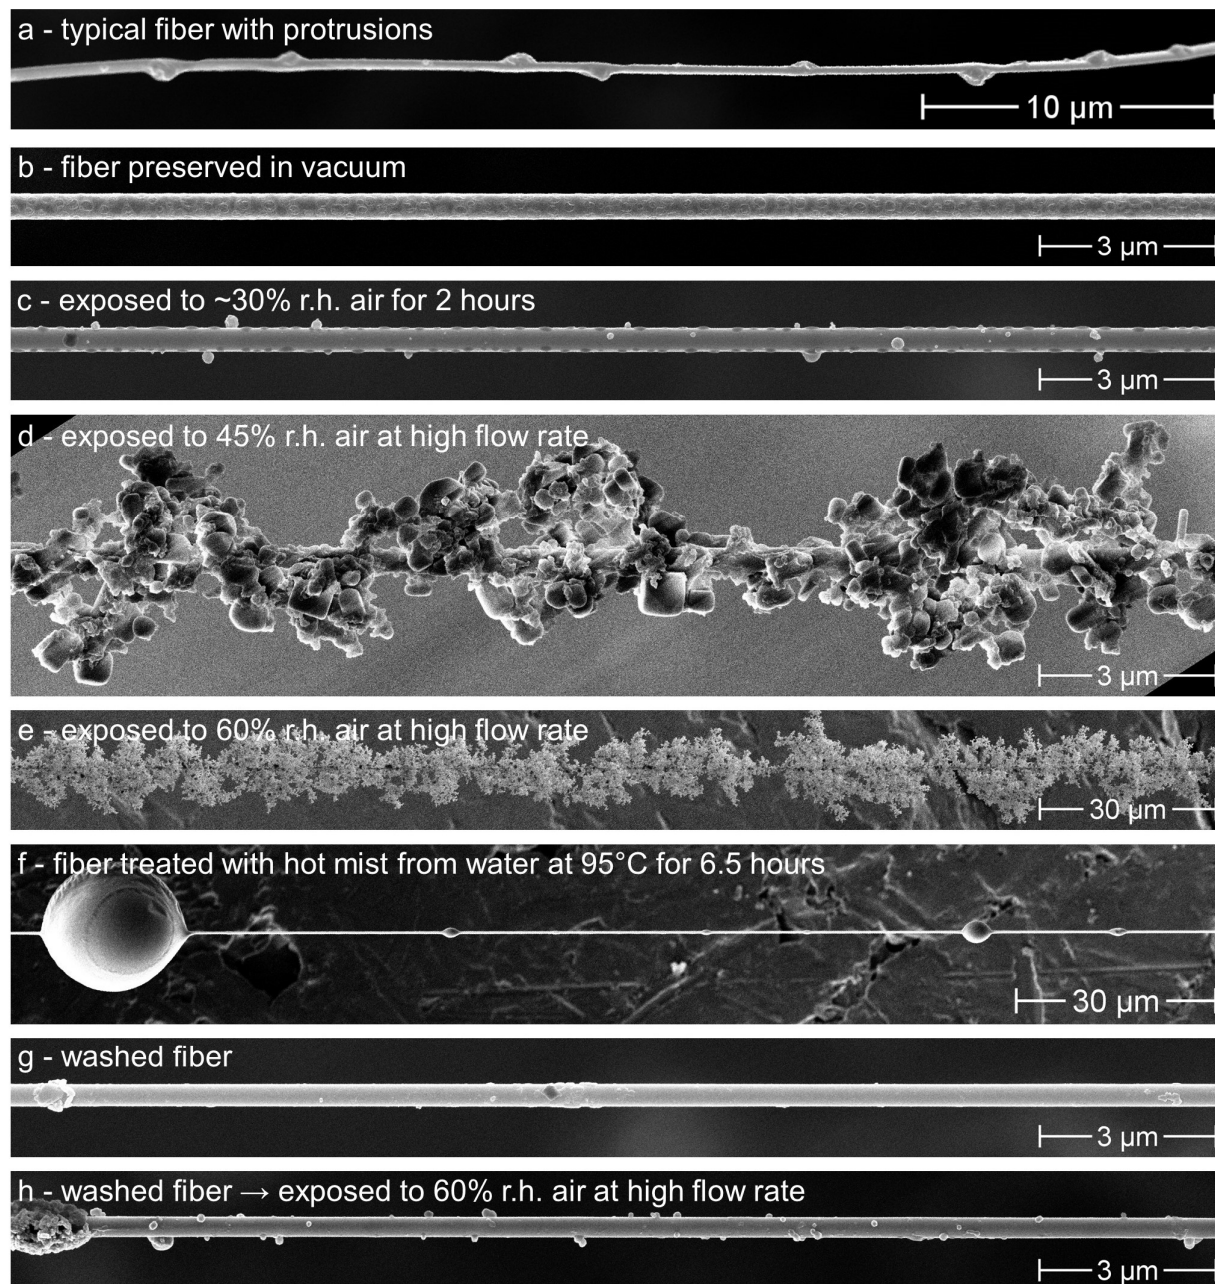 a - typical fiber with protrusions
10 µm
b - fiber preserved in vacuum
3 µm
c - exposed to ~30% r.h. air for 2 hours
3 µm
d - exposed to 45% r.h. air at high flow rate
3 µm
e - exposed to 60% r.h. air at high flow rate
30 µm
f - fiber treated with hot mist from water at 95°C for 6.5 hours
30 µm
g - washed fiber
3 µm
h - washed fiber → exposed to 60% r.h. air at high flow rate
3 µm